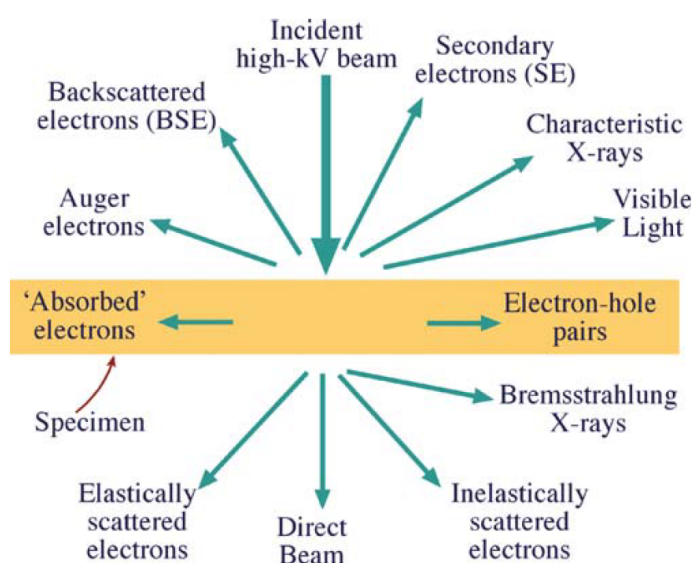 Incident
high-kV beam
Secondary
electrons (SE)
Backscattered
electrons (BSE)
Characteristic
X-rays
Auger
electrons
Visible
Light
‘Absorbed’
electrons
Electron-hole
pairs
Specimen
Bremsstrahlung
X-rays
Elastically
scattered
electrons
Direct
Beam
Inelastically
scattered
electrons